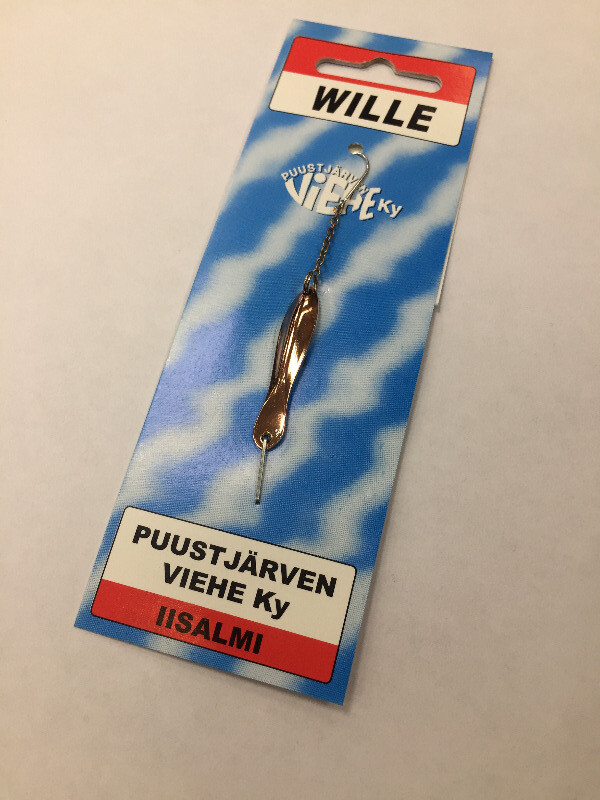 WILLE
PUUSTJÄRVEN
VIEHE Ky
PUUSTJÄRVEN
VIEHE Ky
IISALMI